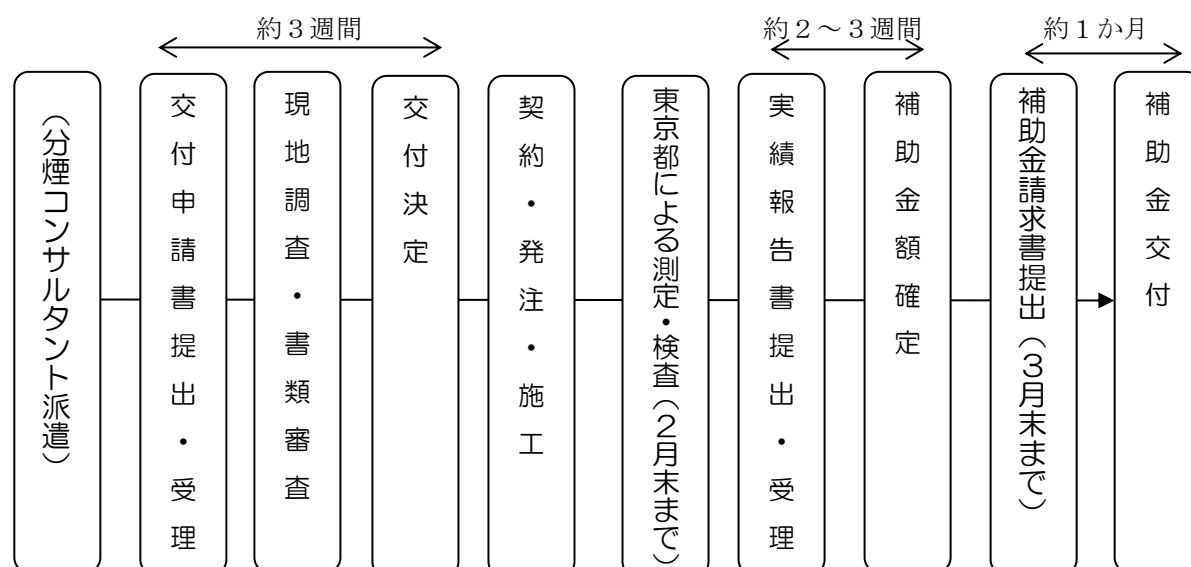 約３週間
約２～３週間
約１か月
（分煙コンサルタント派遣）
交付申請書提出・受理
現地調査・書類審査
交付決定
契約・発注・施工
東京都による測定・検査（２月末まで）
実績報告書提出・受理
補助金額確定
補助金請求書提出（３月末まで）
補助金交付